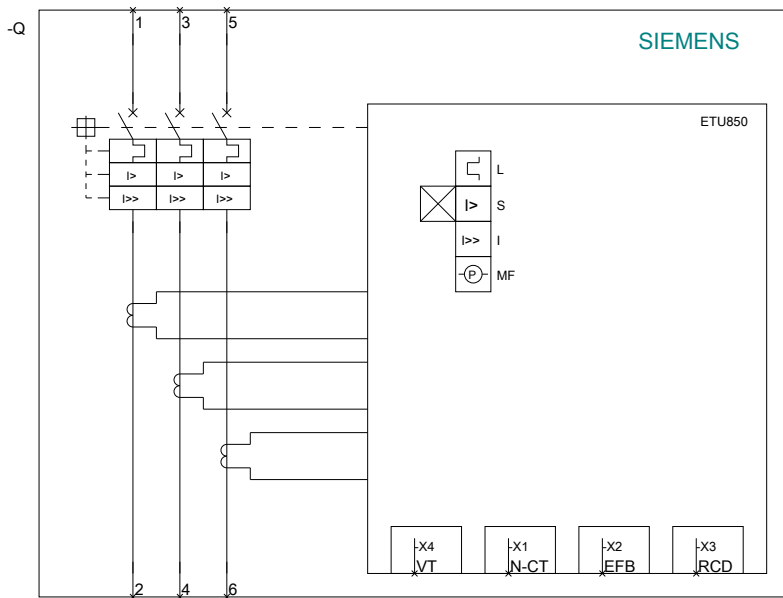 -Q
1 3 5
SIEMENS
ETU850
L
I> I> I>
I> S
I>> I>> I>>
I>> I
P MF
-X4 -X1 -X2 -X3
VT N-CT EFB RCD
2 4 6